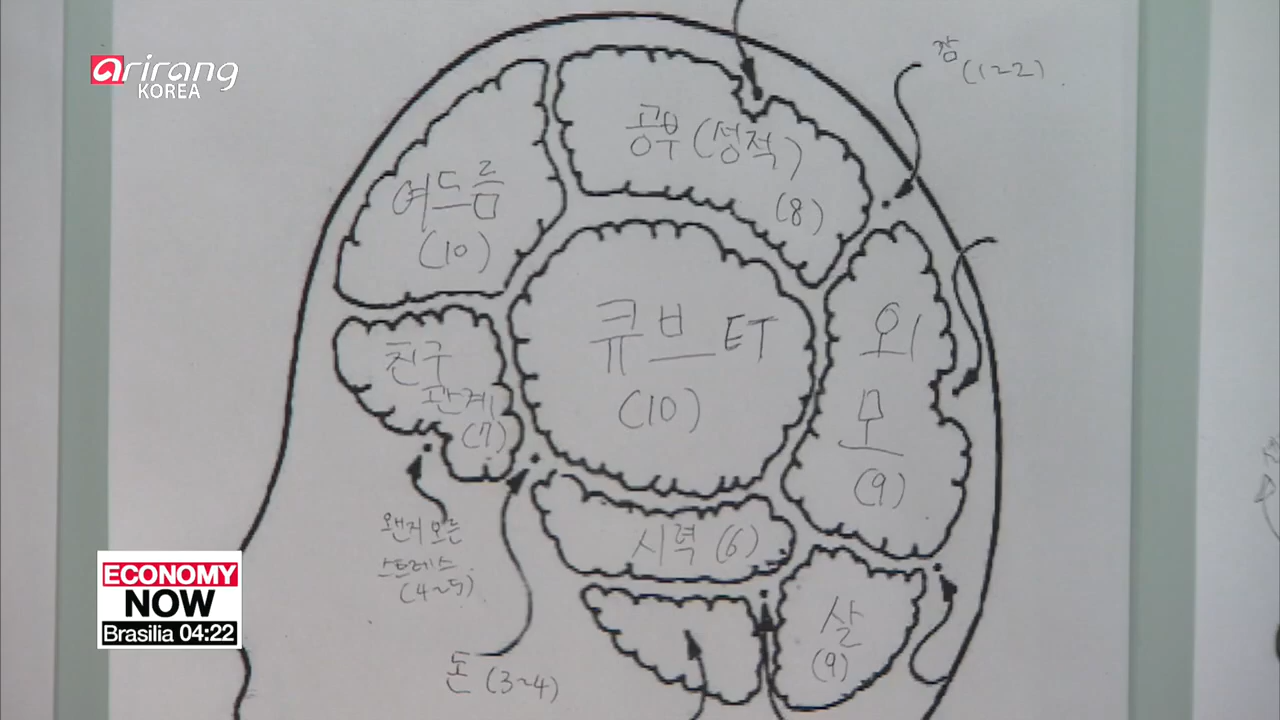 arirang
KOREA
잠
(1~2)
공부 (성적)
(8)
여드름
(10)
큐브 ET
(10)
외
모
(9)
친구
관계
(7)
왠지 모를
스트레스
(4~5)
시력 (6)
살
(9)
돈 (3~4)
ECONOMY
NOW
Brasilia 04:22